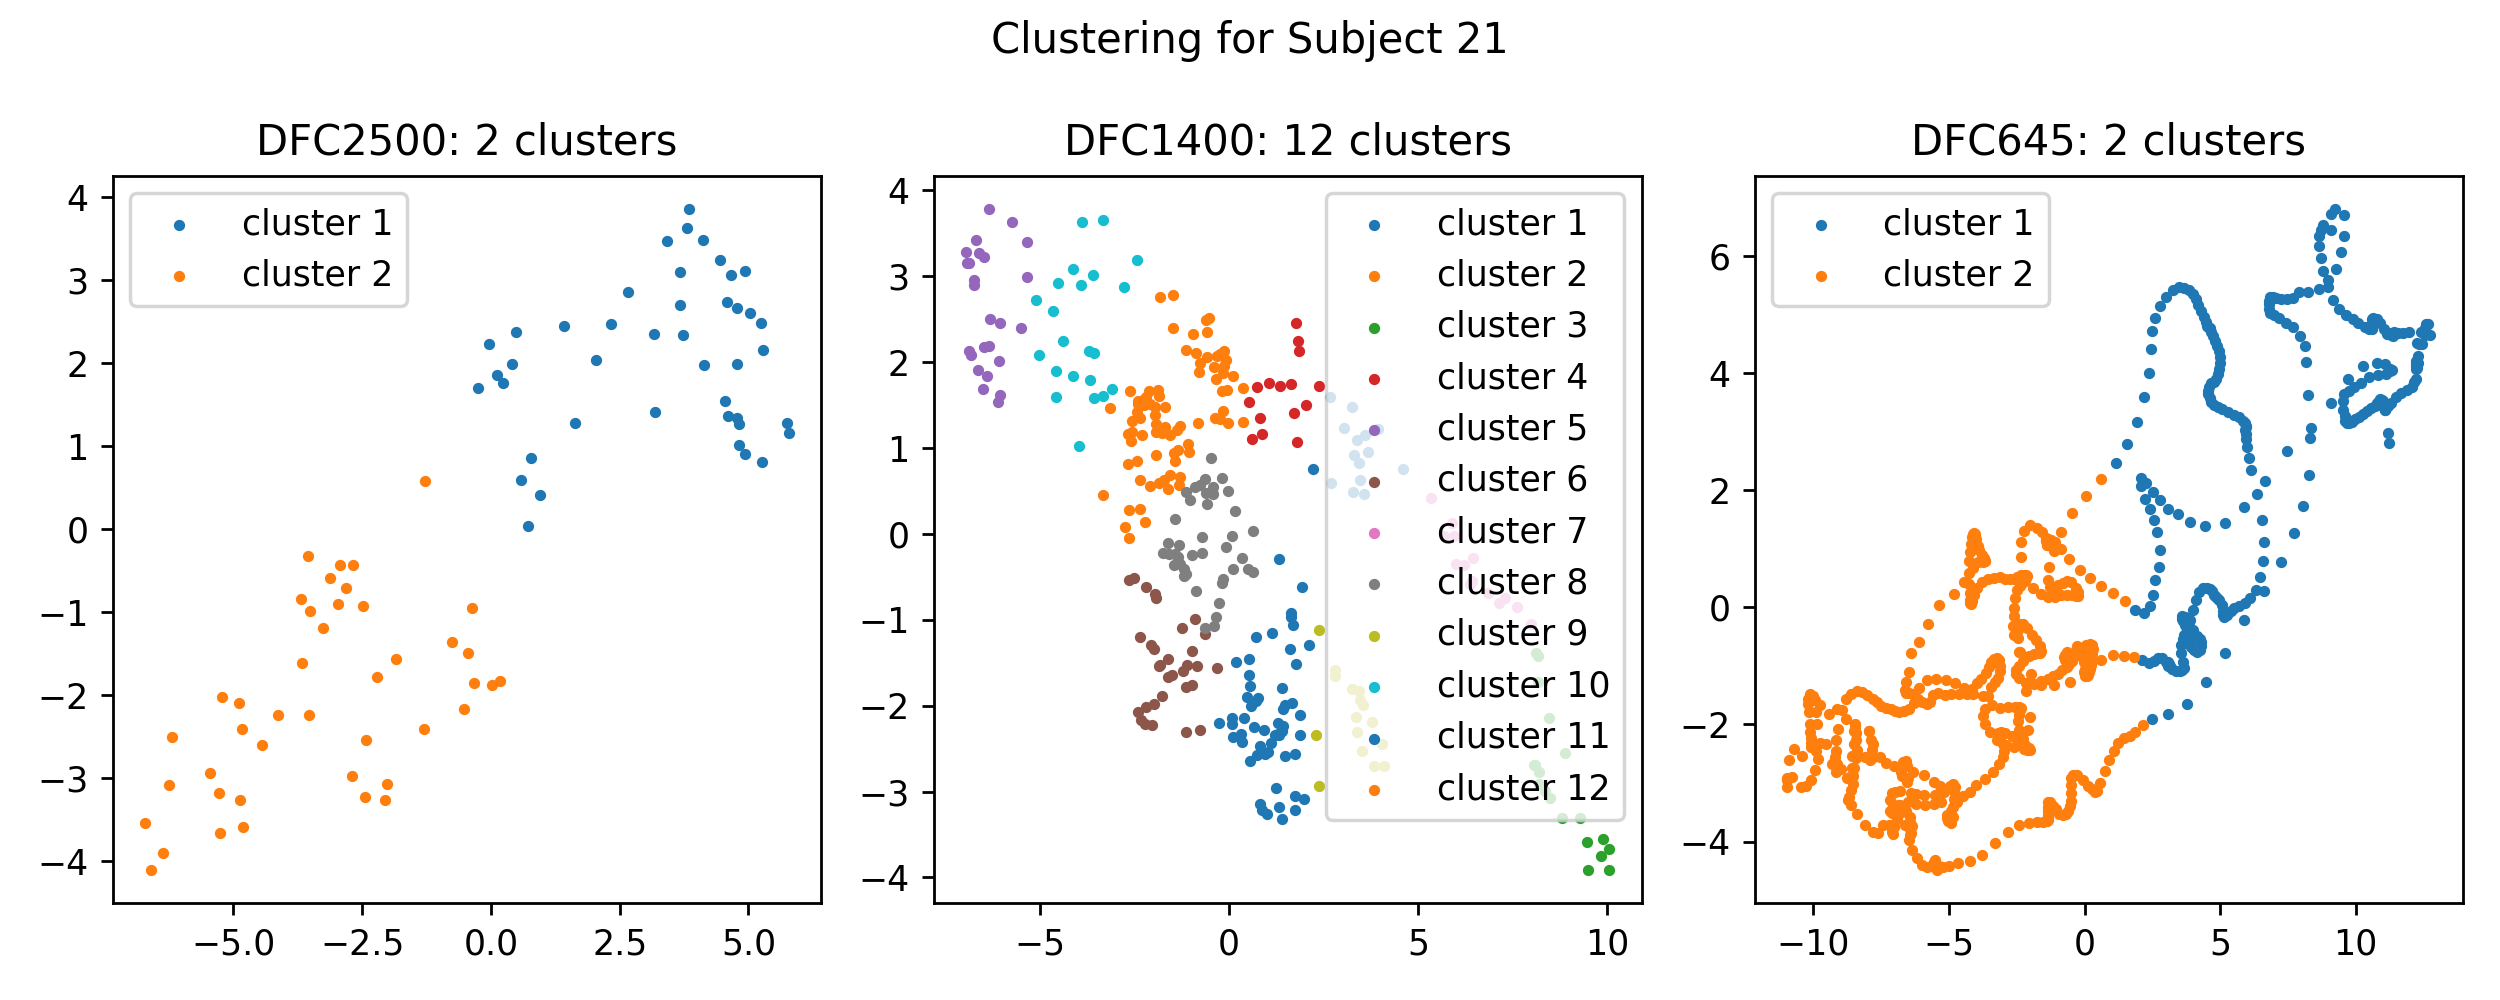 Clustering for Subject 21
DFC2500: 2 clusters
4
3
2
1
0
−1
−2
−3
−4
cluster 1
cluster 2
−5.0
−2.5
0.0
2.5
5.0
DFC1400: 12 clusters
4
3
2
1
0
−1
−2
−3
−4
cluster 1
cluster 2
cluster 3
cluster 4
cluster 5
cluster 6
cluster 7
cluster 8
cluster 9
cluster 10
cluster 11
cluster 12
−5
0
5
10
DFC645: 2 clusters
6
4
2
0
−2
−4
cluster 1
cluster 2
−10
−5
0
5
10